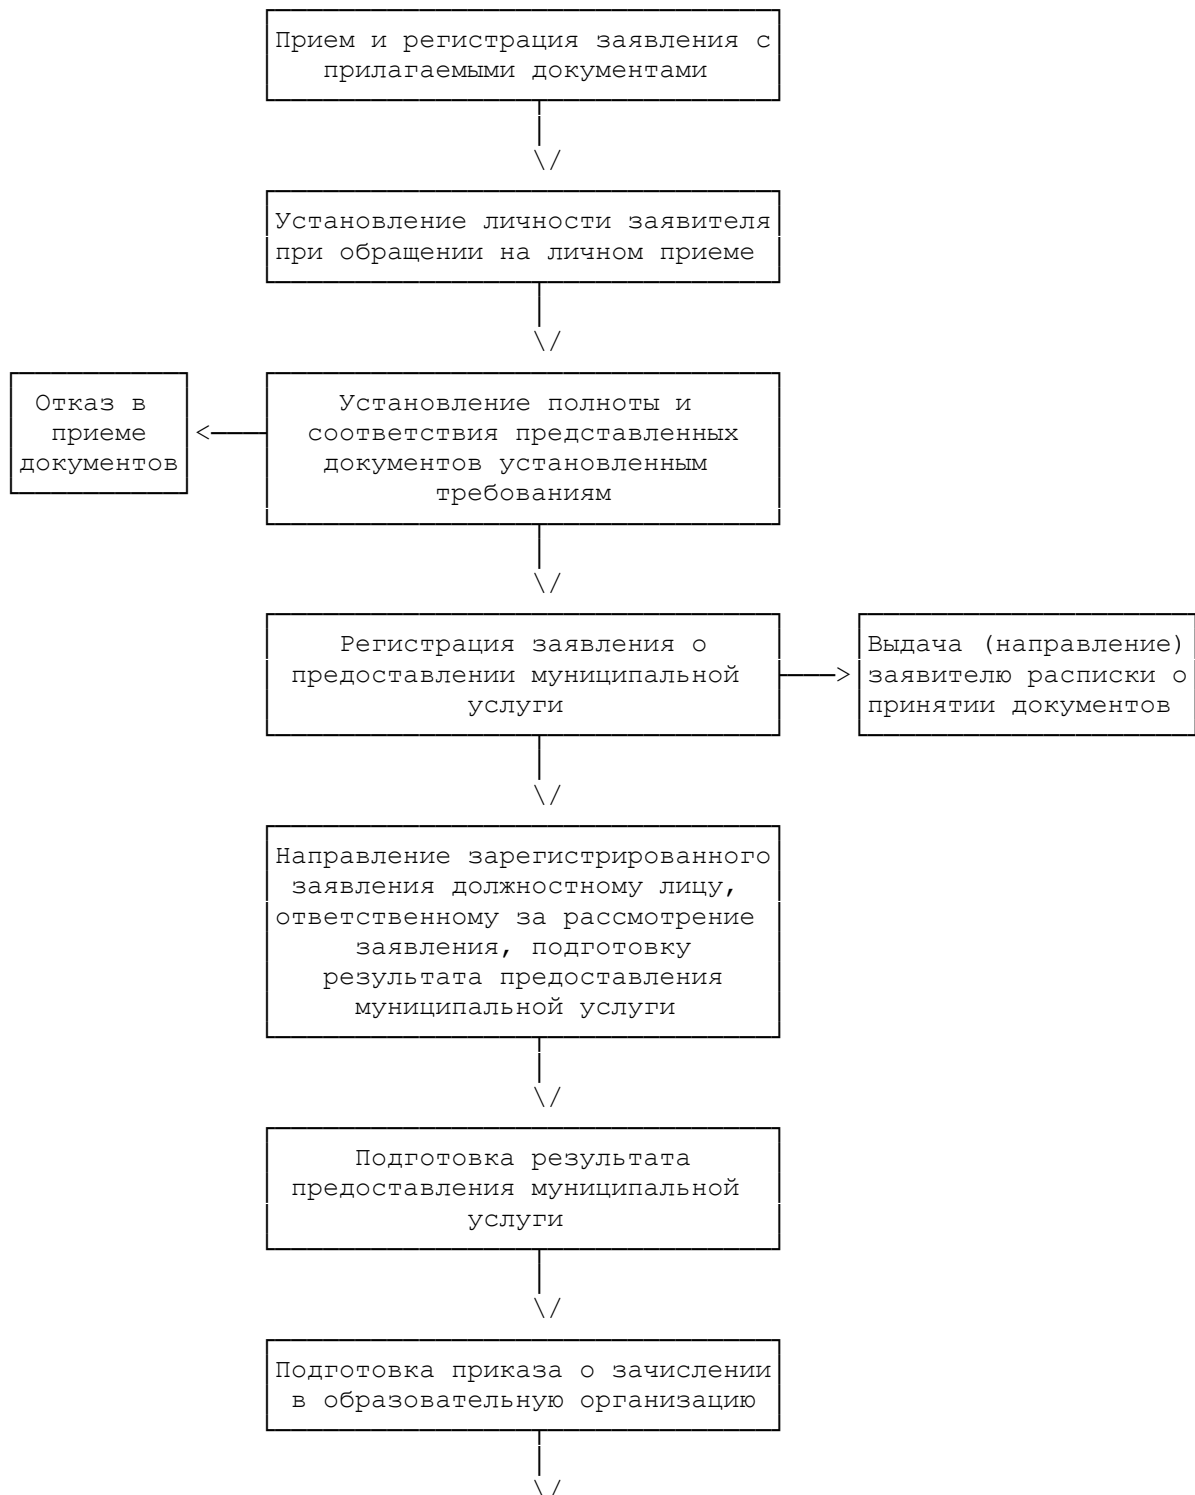 Прием и регистрация заявления с
прилагаемыми документами
Установление личности заявителя
при обращении на личном приеме
Отказ в
приеме
документов
Установление полноты и
соответствия представленных
документов установленным
требованиям
Регистрация заявления о
предоставлении муниципальной
услуги
Выдача (направление)
заявителю расписки о
принятии документов
Направление зарегистрированного
заявления должностному лицу,
ответственному за рассмотрение
заявления, подготовку
результата предоставления
муниципальной услуги
Подготовка результата
предоставления муниципальной
услуги
Подготовка приказа о зачислении
в образовательную организацию